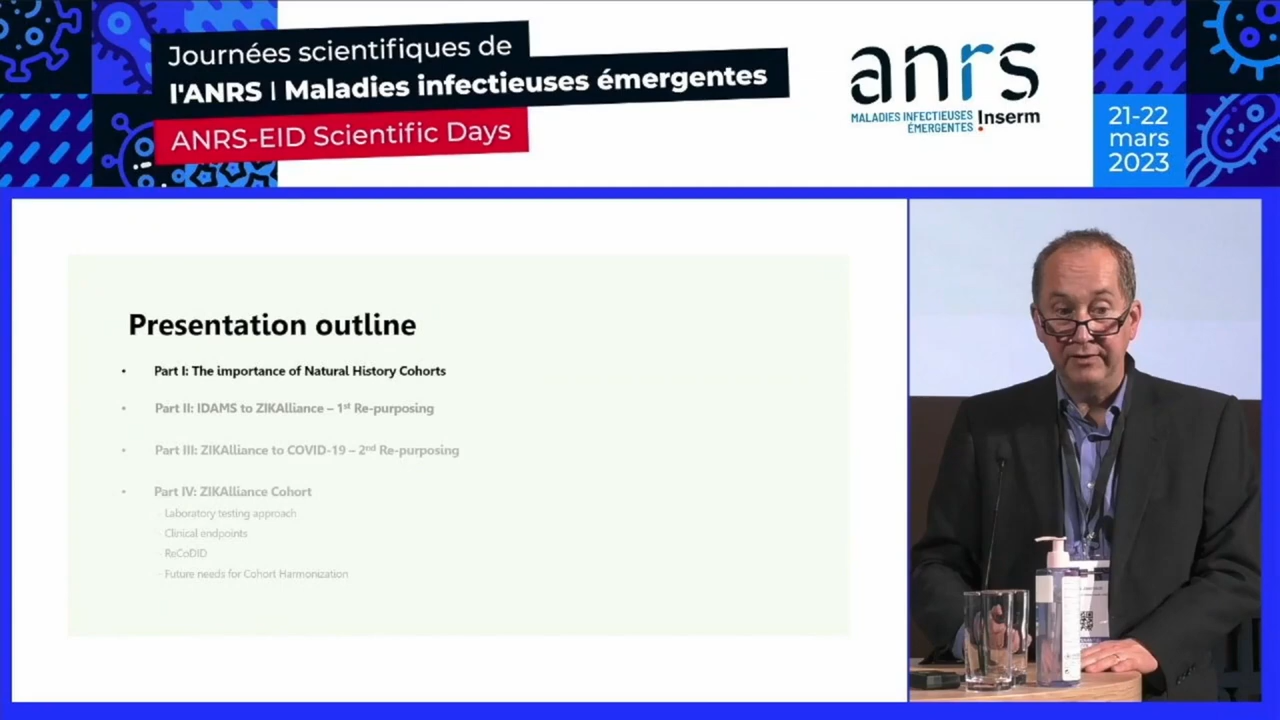 Journées scientifiques de
l'ANRS | Maladies infectieuses émergentes
ANRS-EID Scientific Days
anrs
MALADIES INFECTIEUSES
ÉMERGENTES Inserm
21-22
mars
2023
Presentation outline
• Part I: The importance of Natural History Cohorts
• Part II: IDAMS to ZIKAlliance – 1st Re-purposing
• Part III: ZIKAlliance to COVID-19 – 2nd Re-purposing
• Part IV: ZIKAlliance Cohort
- Laboratory testing approach
- Clinical endpoints
- ReCoDID
- Future needs for Cohort Harmonization